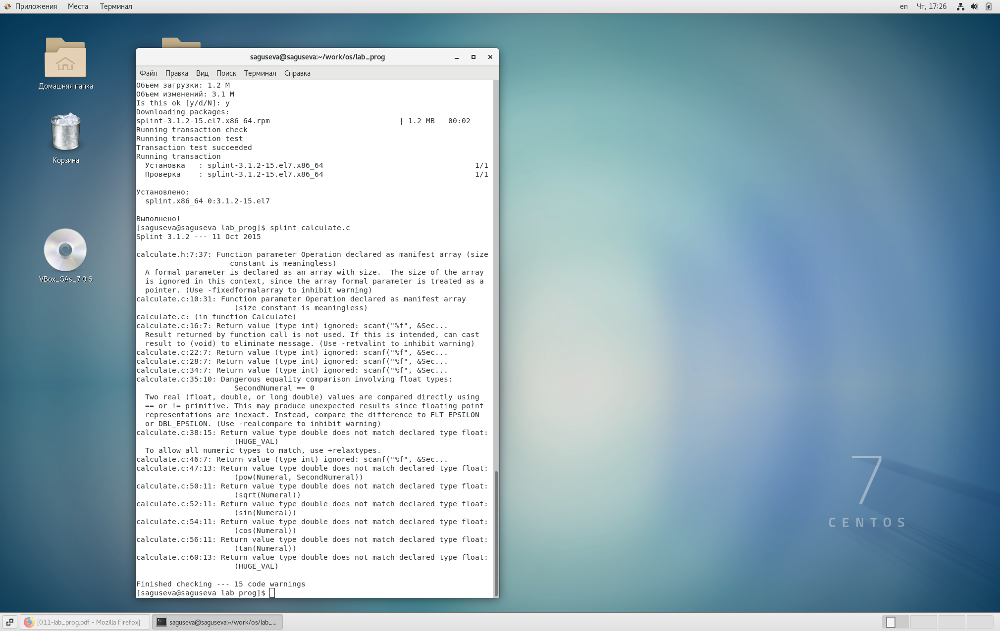 Приложения Места Терминал en Чт, 17:26
Домашняя папка
Корзина
VBox_GAs_7.0.6
saguseva@saguseva:~/work/os/lab_prog
Файл Правка Вид Поиск Терминал Справка
Объем загрузки: 1.2 M
Объем изменений: 3.1 M
Is this ok [y/d/N]: y
Downloading packages:
splint-3.1.2-15.el7.x86_64.rpm | 1.2 MB 00:02
Running transaction check
Running transaction test
Transaction test succeeded
Running transaction
Установка : splint-3.1.2-15.el7.x86_64 1/1
Проверка : splint-3.1.2-15.el7.x86_64 1/1
Установлено:
splint.x86_64 0:3.1.2-15.el7
Выполнено!
[saguseva@saguseva lab_prog]$ splint calculate.c
Splint 3.1.2 --- 11 Oct 2015
calculate.h:7:37: Function parameter Operation declared as manifest array (size
constant is meaningless)
A formal parameter is declared as an array with size. The size of the array
is ignored in this context, since the array formal parameter is treated as a
pointer. (Use -fixedformalarray to inhibit warning)
calculate.c:10:31: Function parameter Operation declared as manifest array
(size constant is meaningless)
calculate.c: (in function Calculate)
calculate.c:16:7: Return value (type int) ignored: scanf("%f", &Sec...
Result returned by function call is not used. If this is intended, can cast
result to (void) to eliminate message. (Use -retvalint to inhibit warning)
calculate.c:22:7: Return value (type int) ignored: scanf("%f", &Sec...
calculate.c:28:7: Return value (type int) ignored: scanf("%f", &Sec...
calculate.c:34:7: Return value (type int) ignored: scanf("%f", &Sec...
calculate.c:35:10: Dangerous equality comparison involving float types:
SecondNumeral == 0
Two real (float, double, or long double) values are compared directly using
== or != primitive. This may produce unexpected results since floating point
representations are inexact. Instead, compare the difference to FLT_EPSILON
or DBL_EPSILON. (Use -realcompare to inhibit warning)
calculate.c:38:15: Return value type double does not match declared type float:
(HUGE_VAL)
To allow all numeric types to match, use +relaxtypes.
calculate.c:46:7: Return value (type int) ignored: scanf("%f", &Sec...
calculate.c:47:13: Return value type double does not match declared type float:
(pow(Numeral, SecondNumeral))
calculate.c:50:11: Return value type double does not match declared type float:
(sqrt(Numeral))
calculate.c:52:11: Return value type double does not match declared type float:
(sin(Numeral))
calculate.c:54:11: Return value type double does not match declared type float:
(cos(Numeral))
calculate.c:56:11: Return value type double does not match declared type float:
(tan(Numeral))
calculate.c:60:13: Return value type double does not match declared type float:
(HUGE_VAL)
Finished checking --- 15 code warnings
[saguseva@saguseva lab_prog]$
7
CENTOS
[011-lab_prog.pdf - Mozilla Firefox] saguseva@saguseva:~/work/os/lab_...